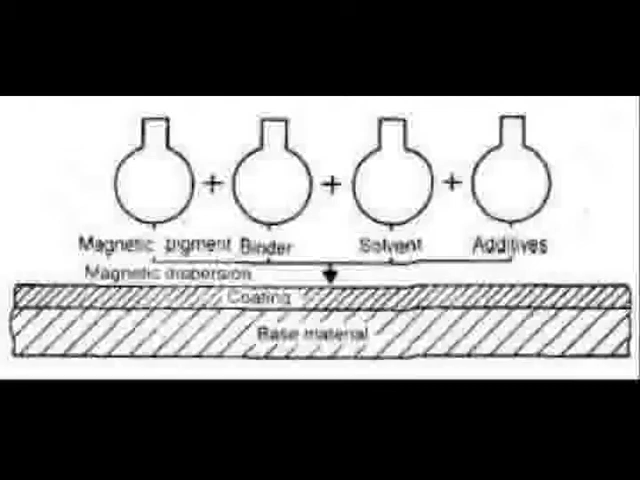 + + +
Magnetic pigment Binder Solvent Additives
Magnetic dispersion
Coating
Base material